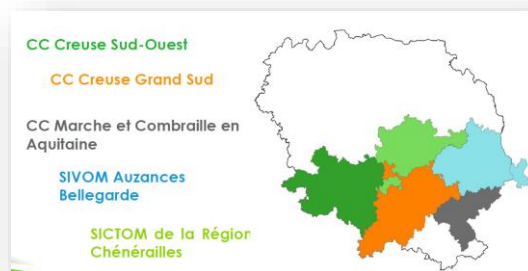 CC Creuse Sud-Ouest
CC Creuse Grand Sud
CC Marche et Combraille en
Aquitaine
SIVOM Auzances
Bellegarde
SICTOM de la Région
Chénérailles